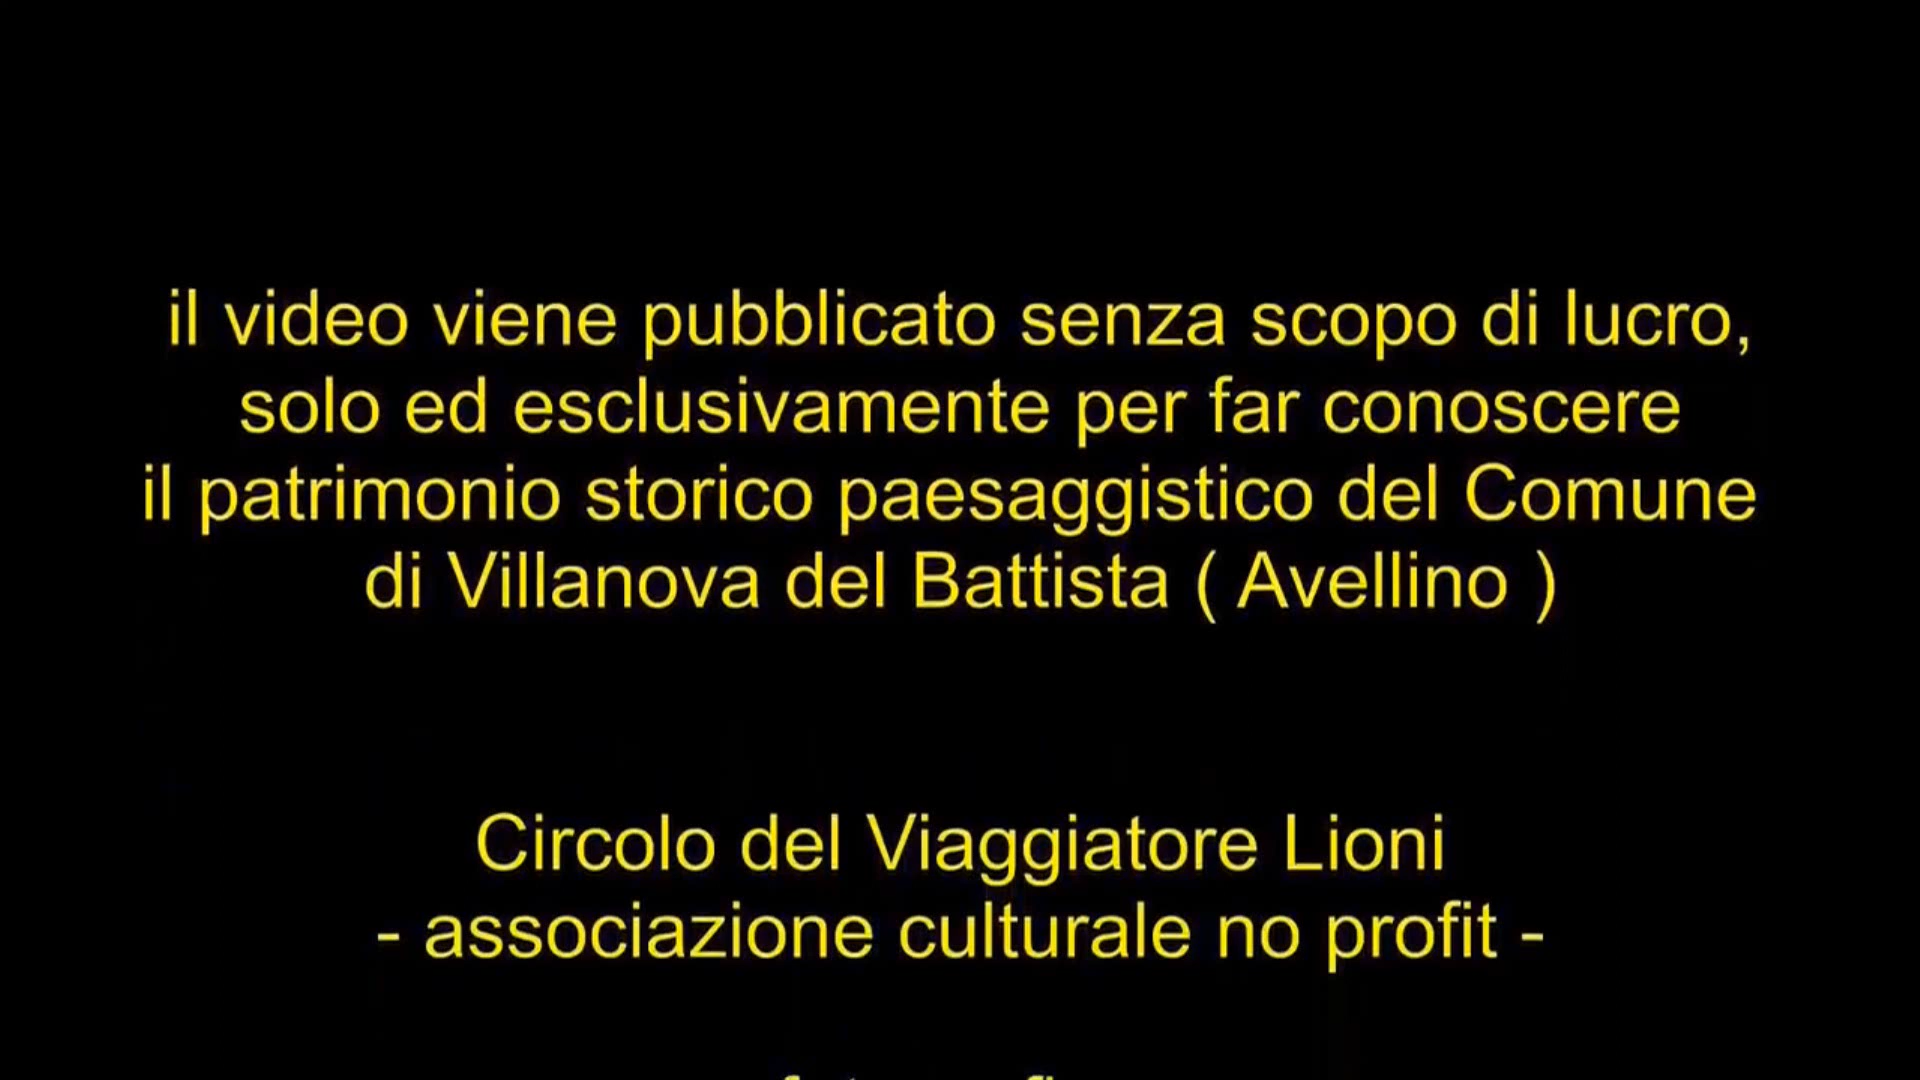 il video viene pubblicato senza scopo di lucro,
solo ed esclusivamente per far conoscere
il patrimonio storico paesaggistico del Comune
di Villanova del Battista ( Avellino )
Circolo del Viaggiatore Lioni
- associazione culturale no profit -